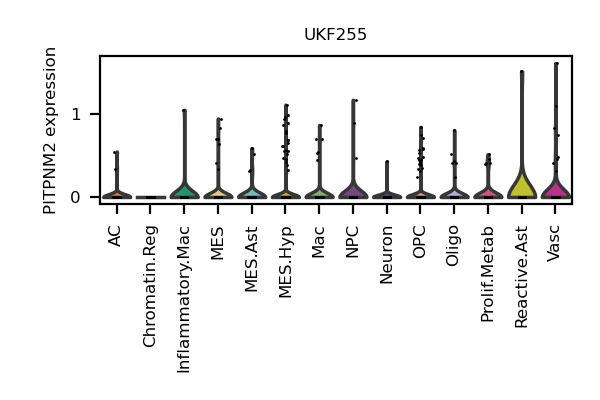 UKF255
PITPNM2 expression
1
0
AC
Chromatin.Reg
Inflammatory.Mac
MES
MES.Ast
MES.Hyp
Mac
NPC
Neuron
OPC
Oligo
Prolif.Metab
Reactive.Ast
Vasc